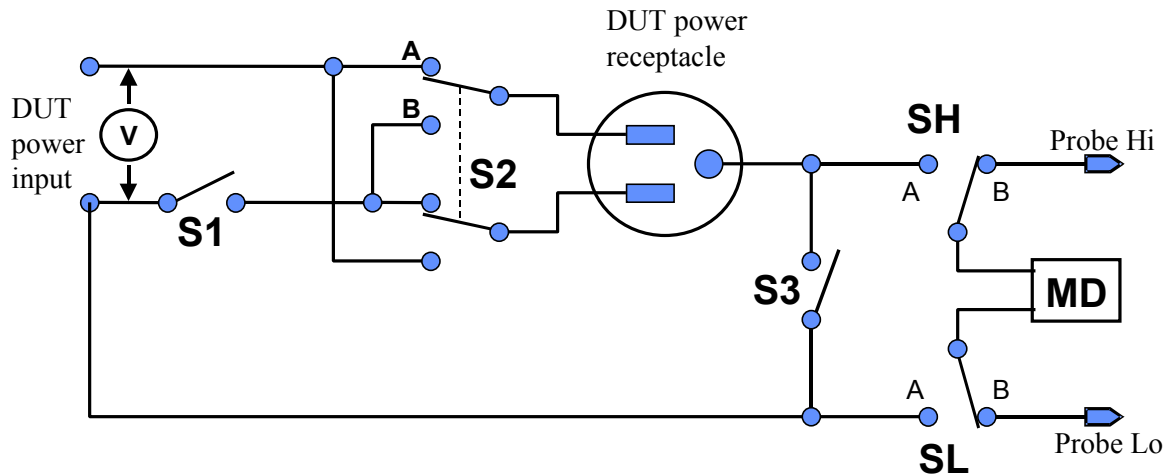 DUT power
receptacle
A
DUT
power
input
V
B
S2
S1
SH
Probe Hi
A
B
S3
MD
A
B
Probe Lo
SL